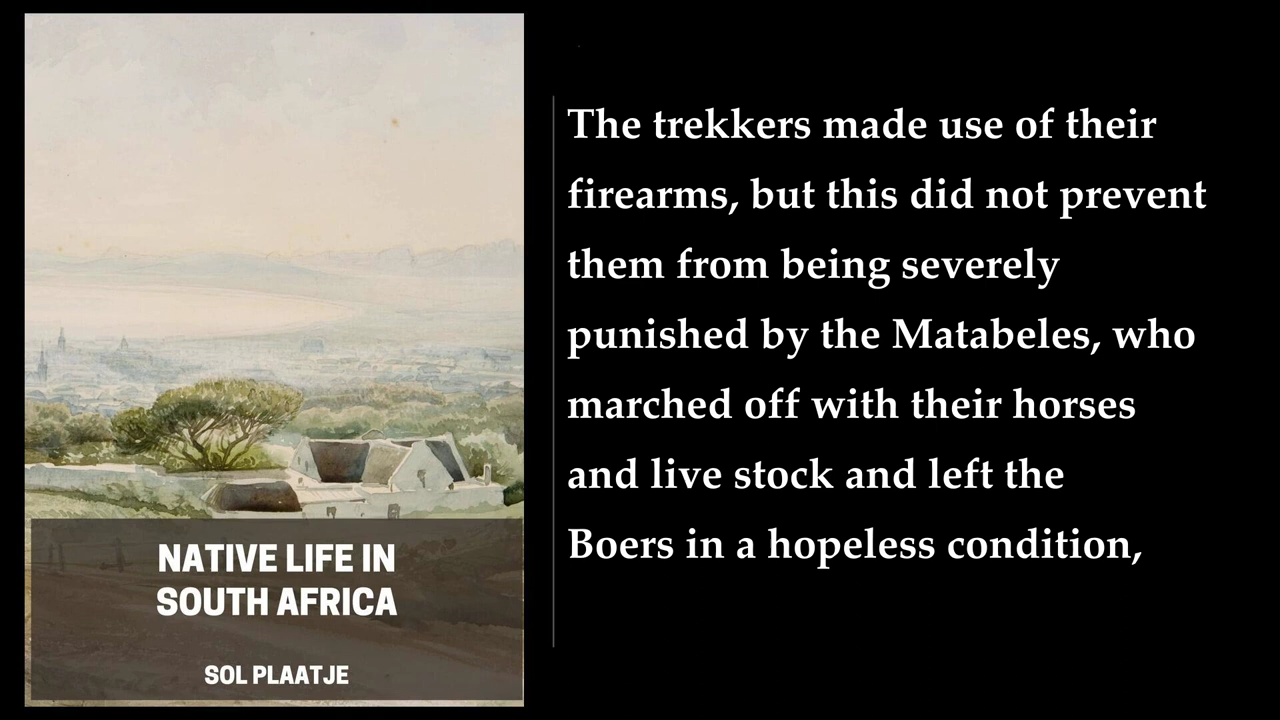 NATIVE LIFE IN
SOUTH AFRICA
SOL PLAATJE
The trekkers made use of their
firearms, but this did not prevent
them from being severely
punished by the Matabeles, who
marched off with their horses
and live stock and left the
Boers in a hopeless condition,